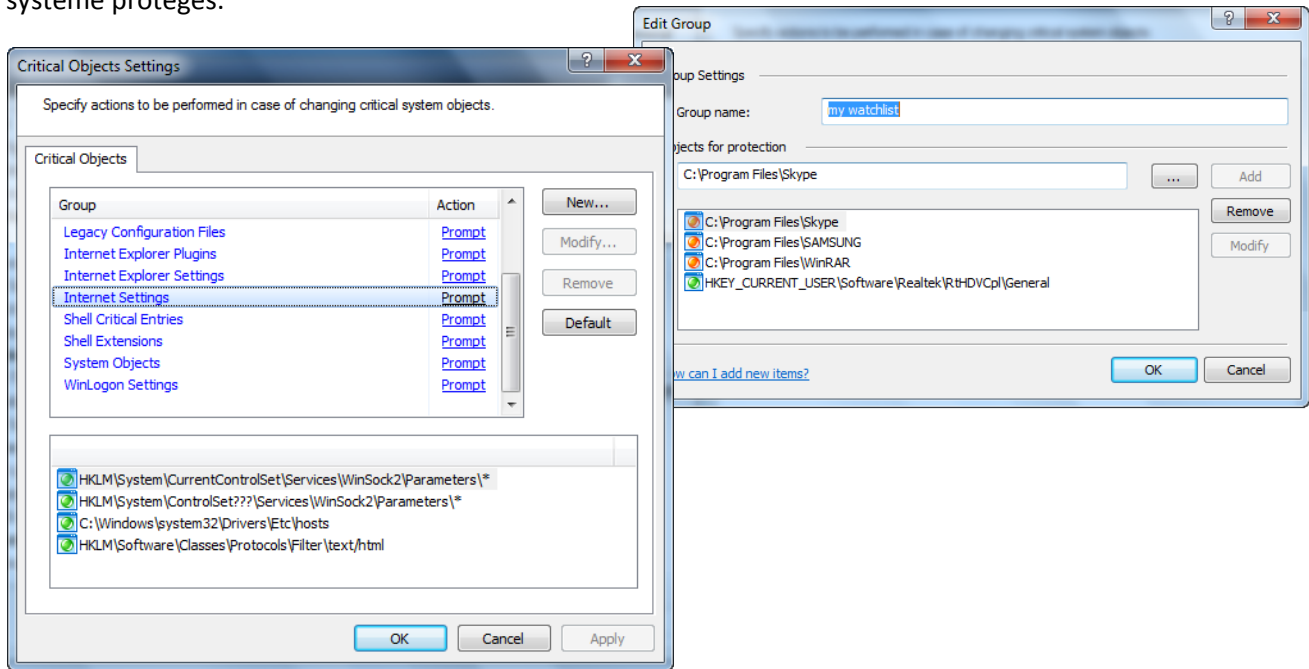 système protégés.
Critical Objects Settings
Specify actions to be performed in case of changing critical system objects.
Critical Objects
Group Action
Legacy Configuration Files Prompt
Internet Explorer Plugins Prompt
Internet Explorer Settings Prompt
Internet Settings Prompt
Shell Critical Entries Prompt
Shell Extensions Prompt
System Objects Prompt
WinLogon Settings Prompt
New...
Modify...
Remove
Default
HKLM\System\CurrentControlSet\Services\WinSock2\Parameters\*
HKLM\System\ControlSet???\Services\WinSock2\Parameters\*
C:\Windows\system32\Drivers\Etc\hosts
HKLM\Software\Classes\Protocols\Filter\text/html
OK Cancel Apply
Edit Group
oup Settings
Group name: my watchlist
bjects for protection
C:\Program Files\Skype ... Add
C:\Program Files\Skype
C:\Program Files\SAMSUNG
C:\Program Files\WinRAR
HKEY_CURRENT_USER\Software\Realtek\RtHDVCpl\General
Remove
Modify
ow can I add new items?
OK Cancel